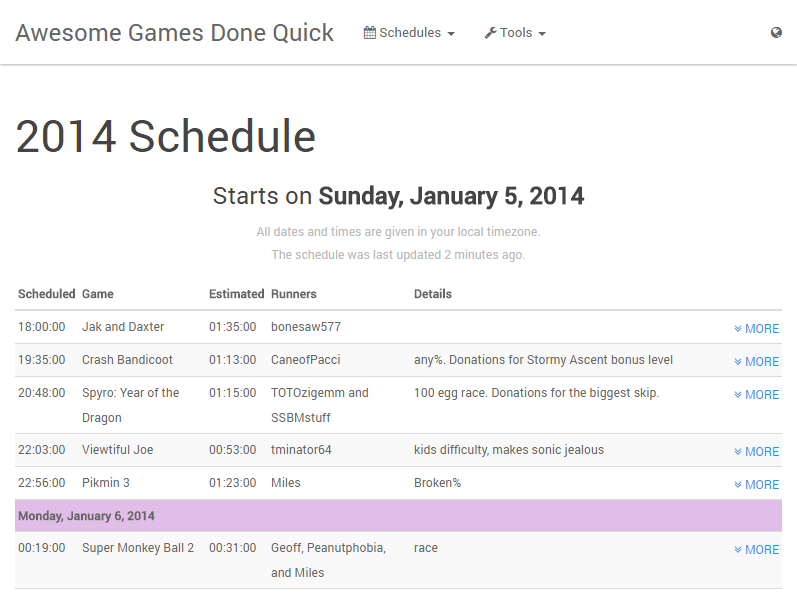 Awesome Games Done Quick Schedules Tools
2014 Schedule
Starts on Sunday, January 5, 2014
All dates and times are given in your local timezone.
The schedule was last updated 2 minutes ago.
Scheduled Game Estimated Runners Details
18:00:00 Jak and Daxter 01:35:00 bonesaw577 MORE
19:35:00 Crash Bandicoot 01:13:00 CaneofPacci any%. Donations for Stormy Ascent bonus level MORE
20:48:00 Spyro: Year of the 01:15:00 TOTOzigemm and 100 egg race. Donations for the biggest skip. MORE
Dragon SSBMstuff
22:03:00 Viewtiful Joe 00:53:00 tminator64 kids difficulty, makes sonic jealous MORE
22:56:00 Pikmin 3 01:23:00 Miles Broken% MORE
Monday, January 6, 2014
00:19:00 Super Monkey Ball 2 00:31:00 Geoff, Peanutphobia, race MORE
and Miles